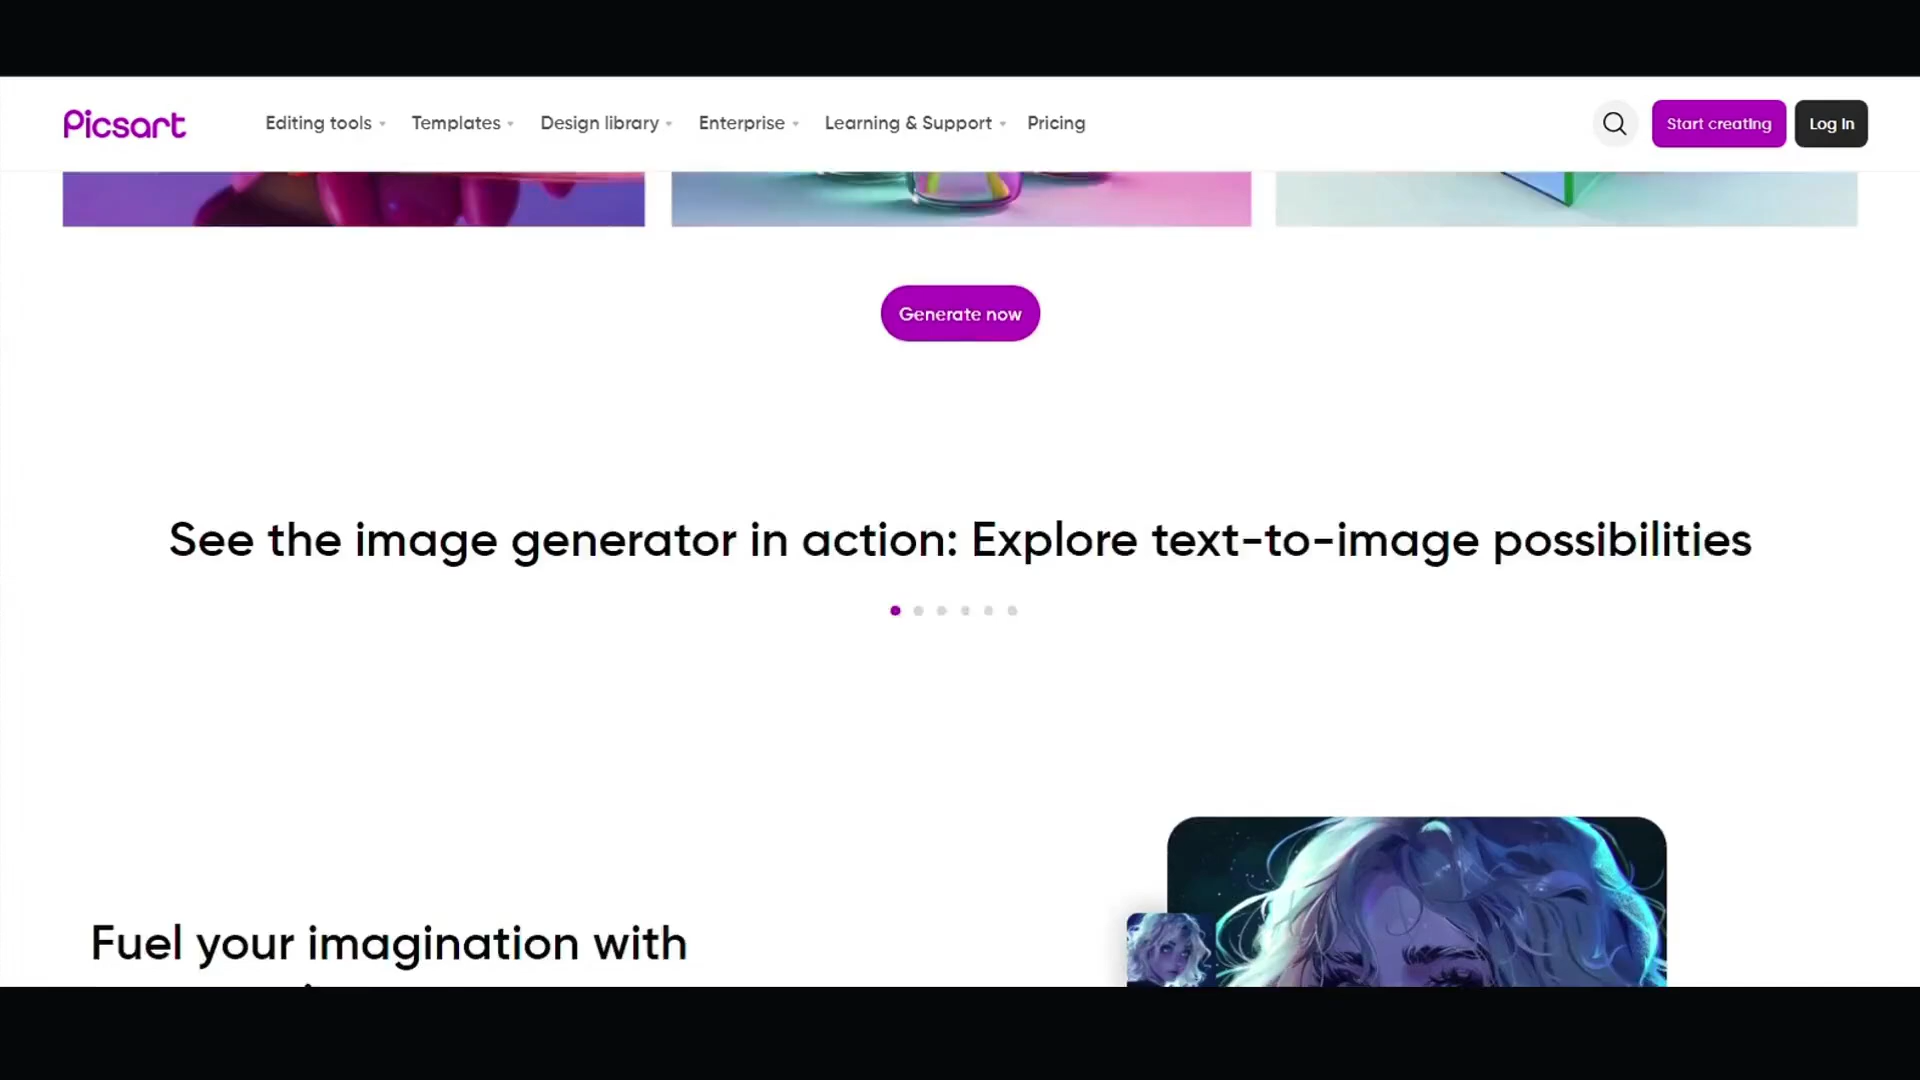 Picsart Editing tools Templates Design library Enterprise Learning & Support Pricing Start creating Log In
Generate now
See the image generator in action: Explore text-to-image possibilities
Fuel your imagination with